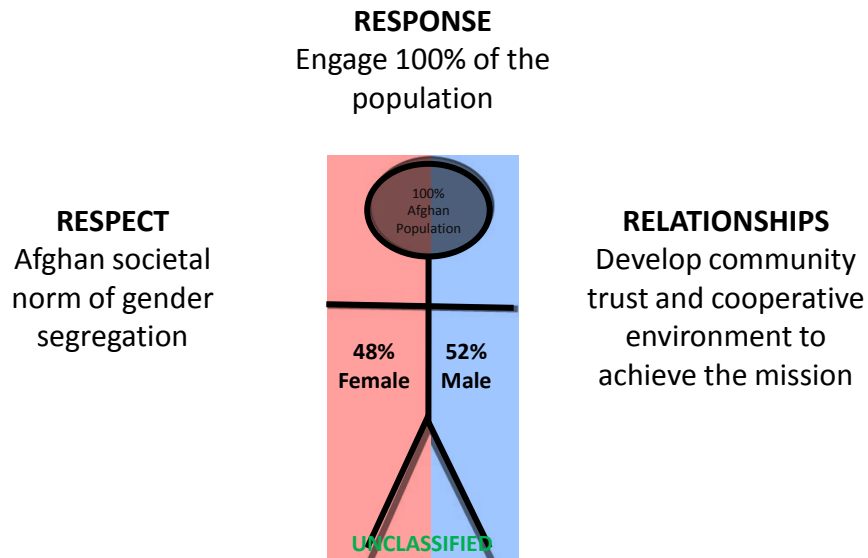 RESPONSE
Engage 100% of the
population
RESPECT
Afghan societal
norm of gender
segregation
100%
Afghan
Population
48%
Female
52%
Male
RELATIONSHIPS
Develop community
trust and cooperative
environment to
achieve the mission
UNCLASSIFIED